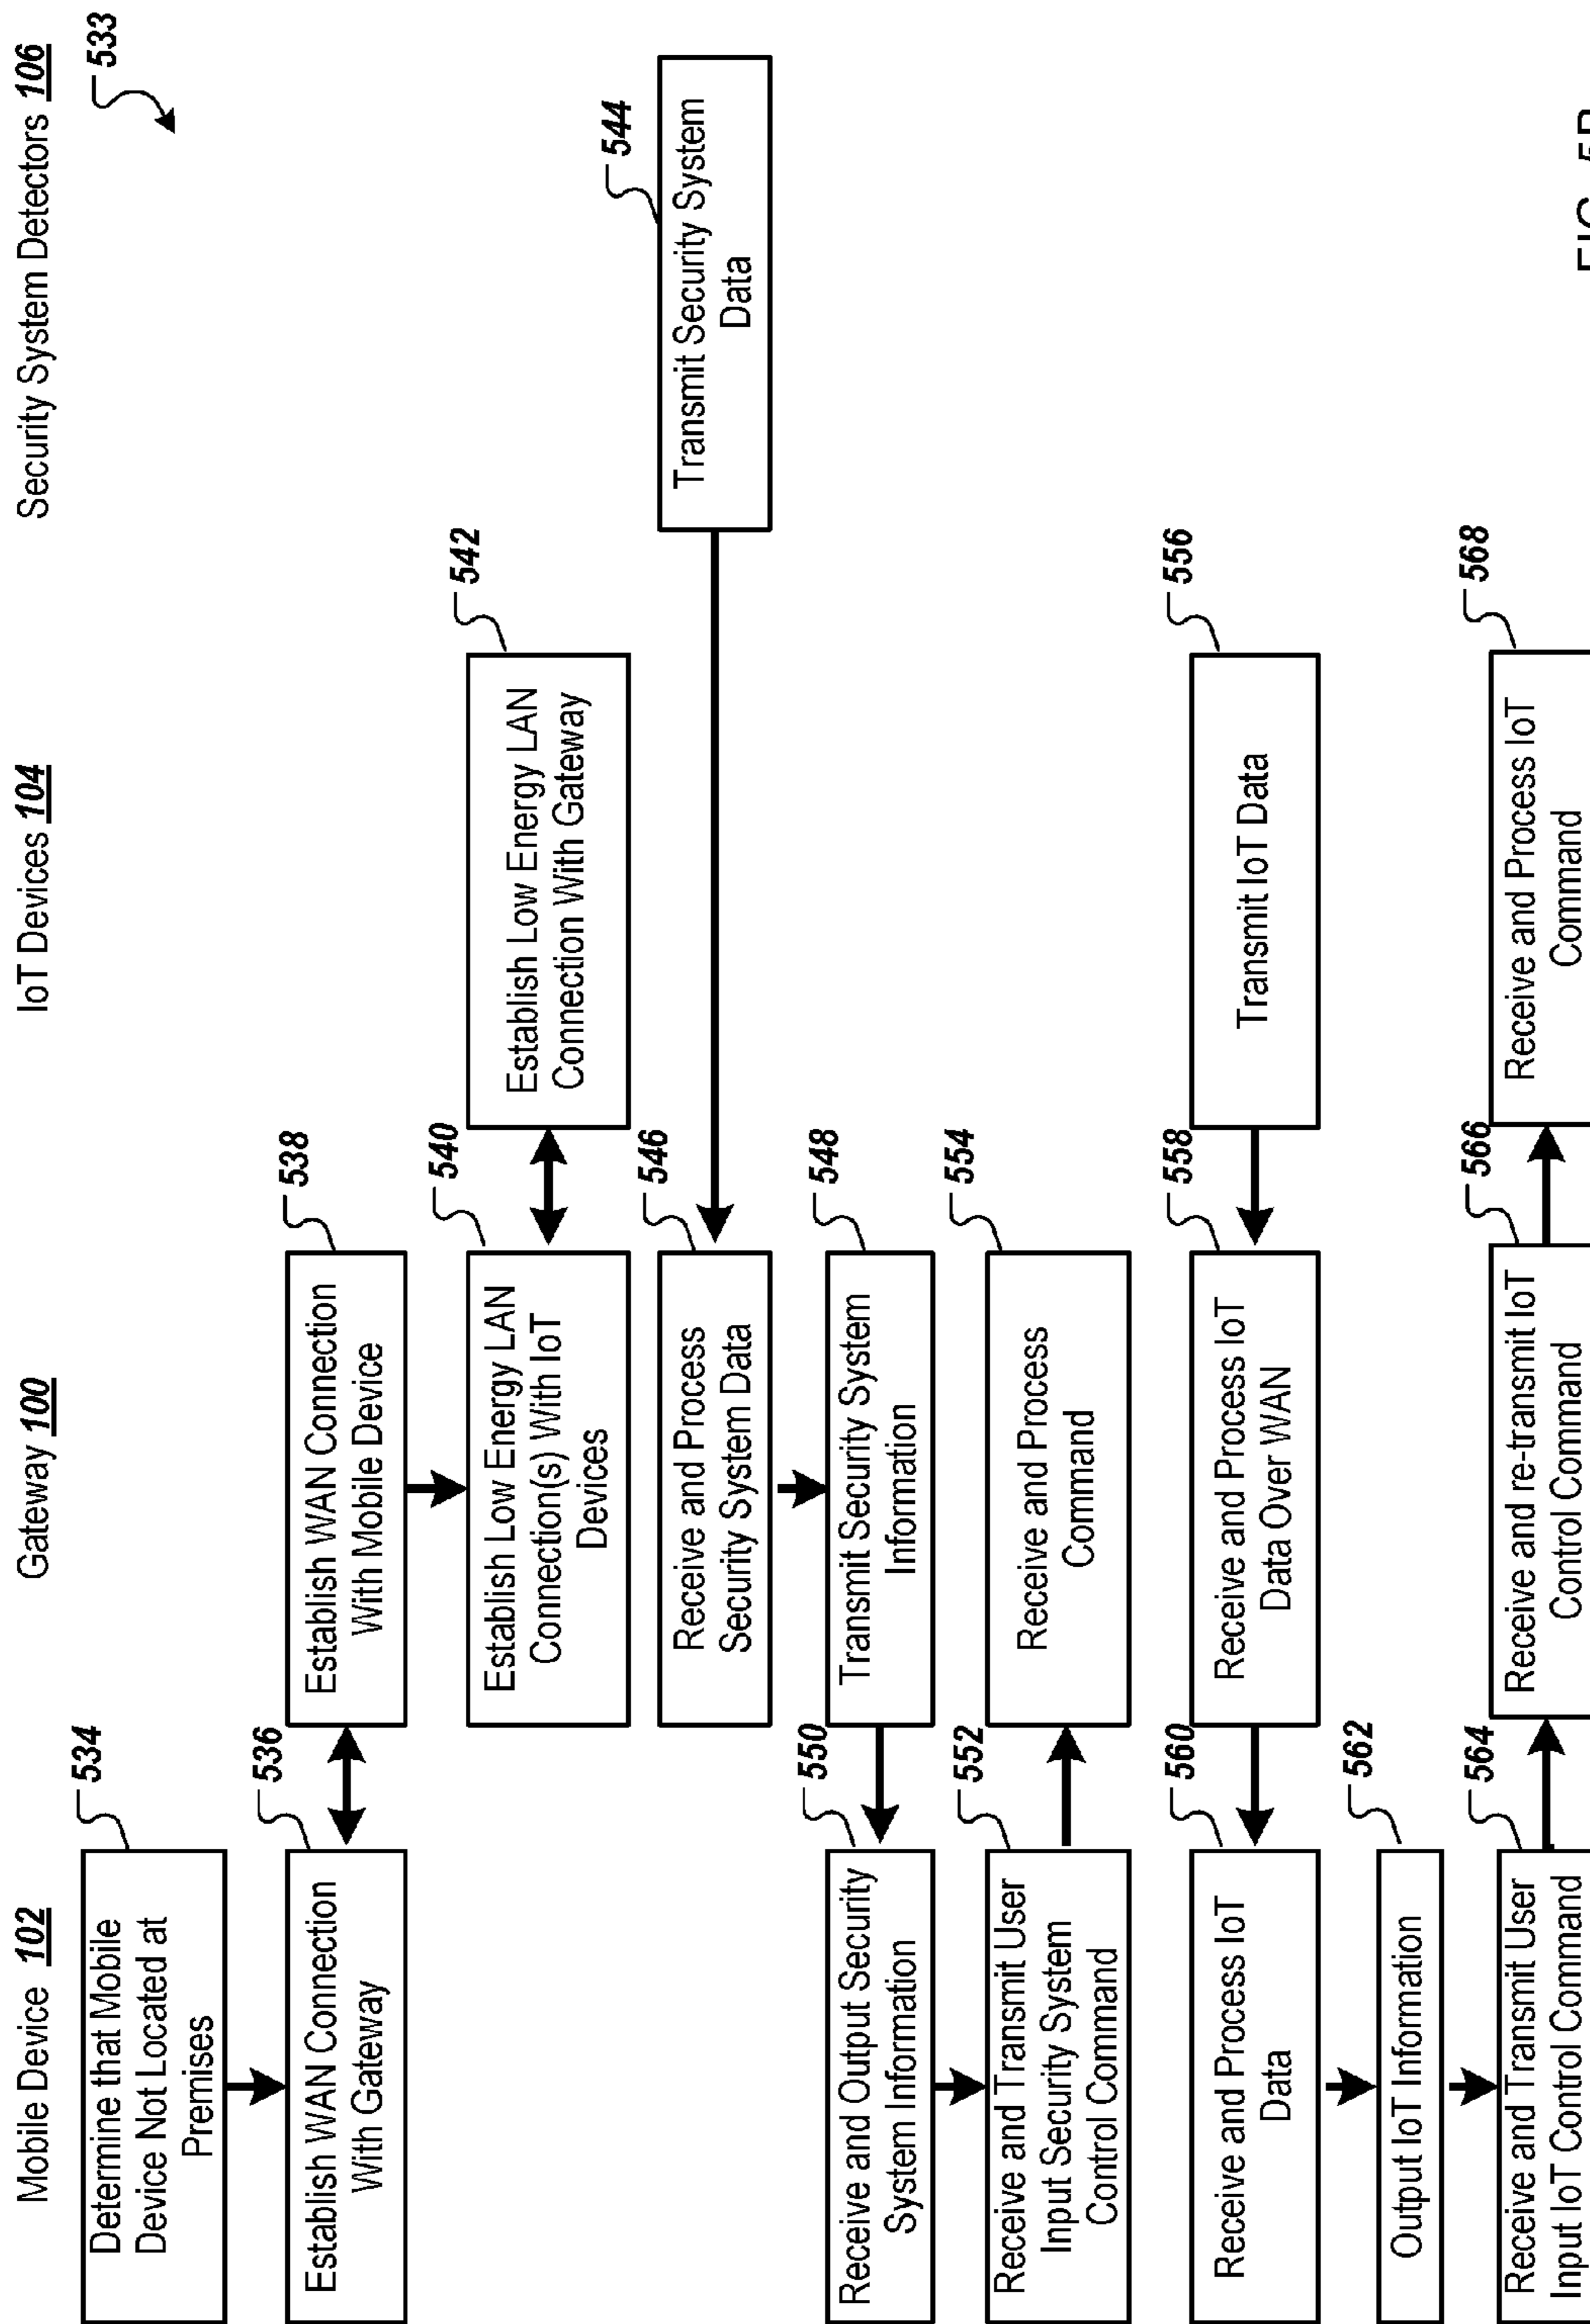 Mobile Device 102
Gateway 100
IoT Devices 104
Security System Detectors 106
533
534
Determine that Mobile
Device Not Located at
Premises
536
Establish WAN Connection
With Gateway
538
Establish WAN Connection
With Mobile Device
540
Establish Low Energy LAN
Connection(s) With IoT
Devices
542
Establish Low Energy LAN
Connection With Gateway
544
Transmit Security System
Data
546
Receive and Process
Security System Data
548
Transmit Security System
Information
550
Receive and Output Security
System Information
552
Receive and Transmit User
Input Security System
Control Command
554
Receive and Process
Command
556
Transmit IoT Data
558
Receive and Process IoT
Data Over WAN
560
Receive and Process IoT
Data
562
Output IoT Information
564
Receive and Transmit User
Input IoT Control Command
566
Receive and re-transmit IoT
Control Command
568
Receive and Process IoT
Command